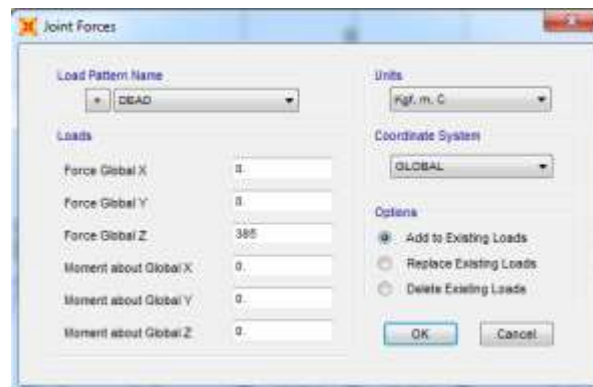 Joint Forces
Load Pattern Name
+ DEAD
Units
Kgf, m, C
Loads
Force Global X 0.
Force Global Y 0.
Force Global Z 385
Moment about Global X 0.
Moment about Global Y 0.
Moment about Global Z 0.
Coordinate System
GLOBAL
Options
Add to Existing Loads
Replace Existing Loads
Delete Existing Loads
OK Cancel